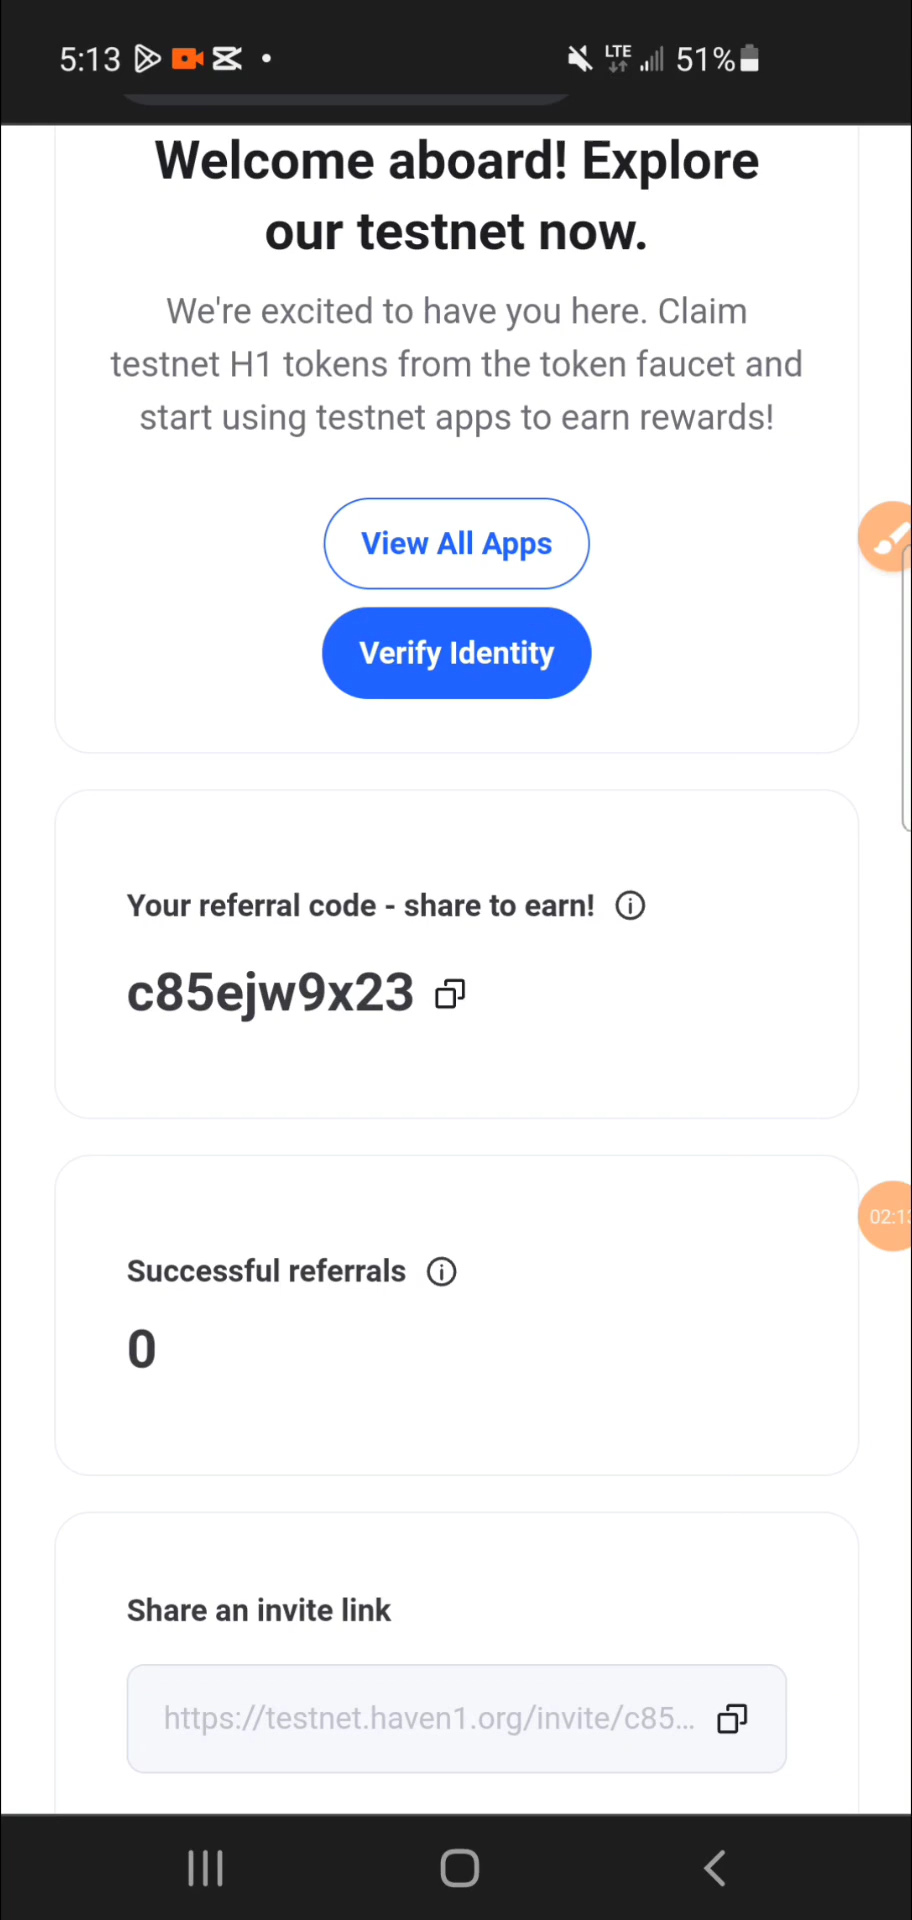 5:13
LTE
51%
Welcome aboard! Explore
our testnet now.
We're excited to have you here. Claim
testnet H1 tokens from the token faucet and
start using testnet apps to earn rewards!
View All Apps
Verify Identity
Your referral code - share to earn!
c85ejw9x23
02:13
Successful referrals
0
Share an invite link
https://testnet.haven1.org/invite/c85...